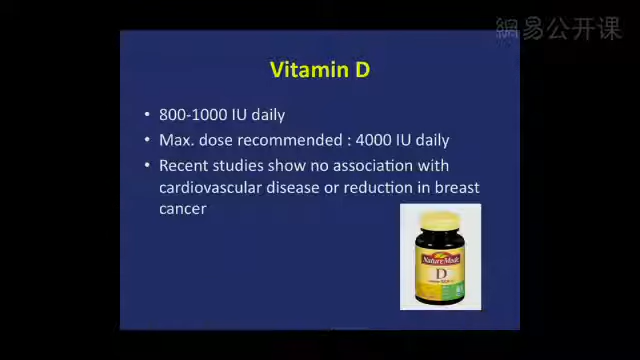 網易公开课
Vitamin D
• 800-1000 IU daily
• Max. dose recommended : 4000 IU daily
• Recent studies show no association with
cardiovascular disease or reduction in breast
cancer
Nature Made
D